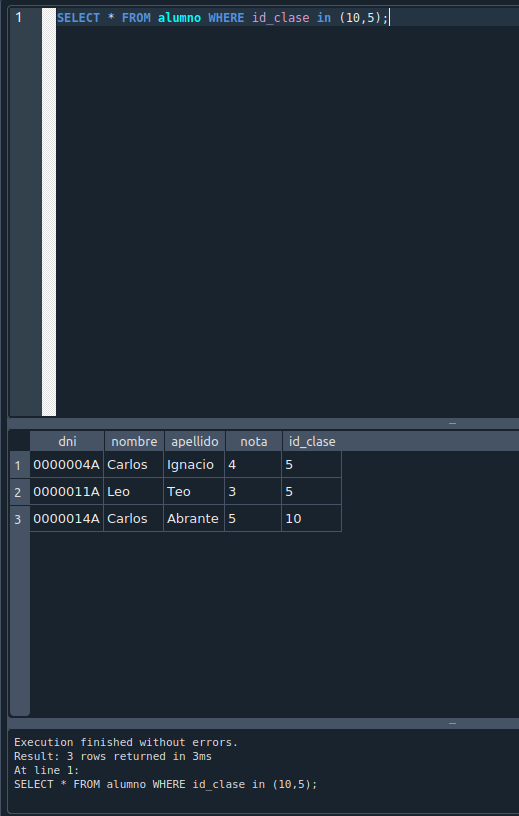 1 SELECT * FROM alumno WHERE id_clase in (10,5);
dni nombre apellido nota id_clase
1 0000004A Carlos Ignacio 4 5
2 0000011A Leo Teo 3 5
3 0000014A Carlos Abrante 5 10
Execution finished without errors.
Result: 3 rows returned in 3ms
At line 1:
SELECT * FROM alumno WHERE id_clase in (10,5);